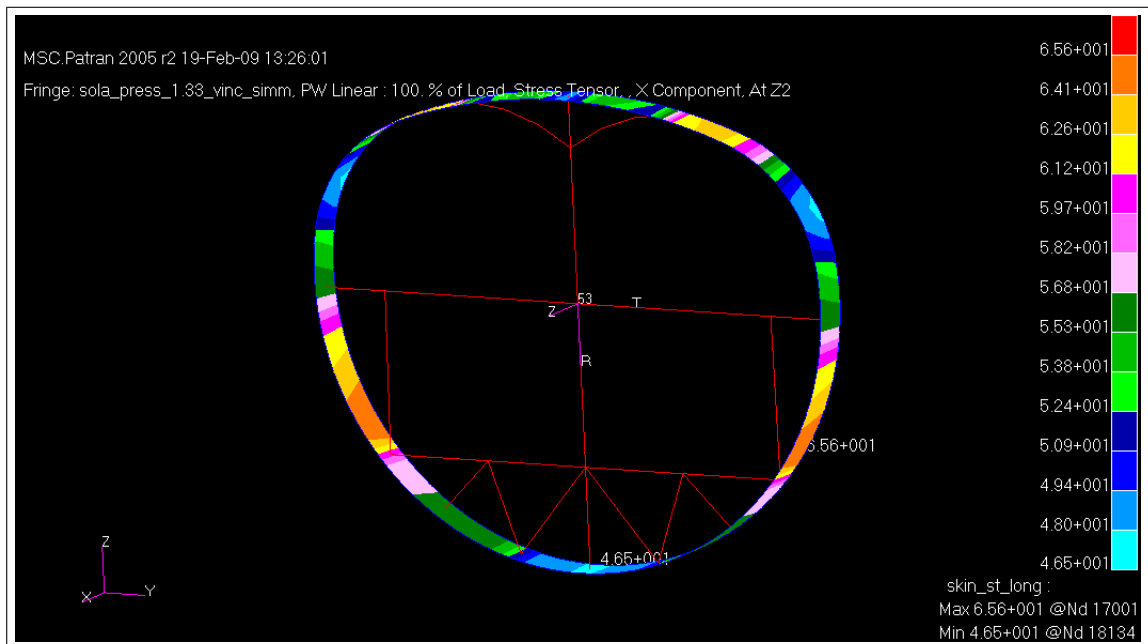 MSC.Patran 2005 r2 19-Feb-09 13:26:01
Fringe: sola_press_1.33_vinc_simm, PW Linear : 100. % of Load, Stress Tensor, , X Component, At Z2
6.56+001
6.41+001
6.26+001
6.12+001
5.97+001
5.82+001
5.68+001
5.53+001
5.38+001
5.24+001
5.09+001
4.94+001
4.80+001
4.65+001
53
T
Z
R
6.56+001
4.65+001
Z
X
Y
skin_st_long :
Max 6.56+001 @Nd 17001
Min 4.65+001 @Nd 18134